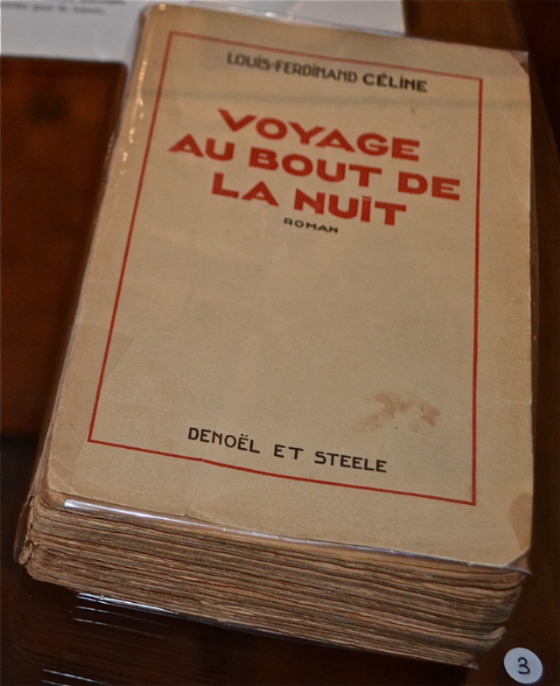 LOUIS-FERDINAND CÉLINE
VOYAGE
AU BOUT DE
LA NUIT
ROMAN
DENOËL ET STEELE
3